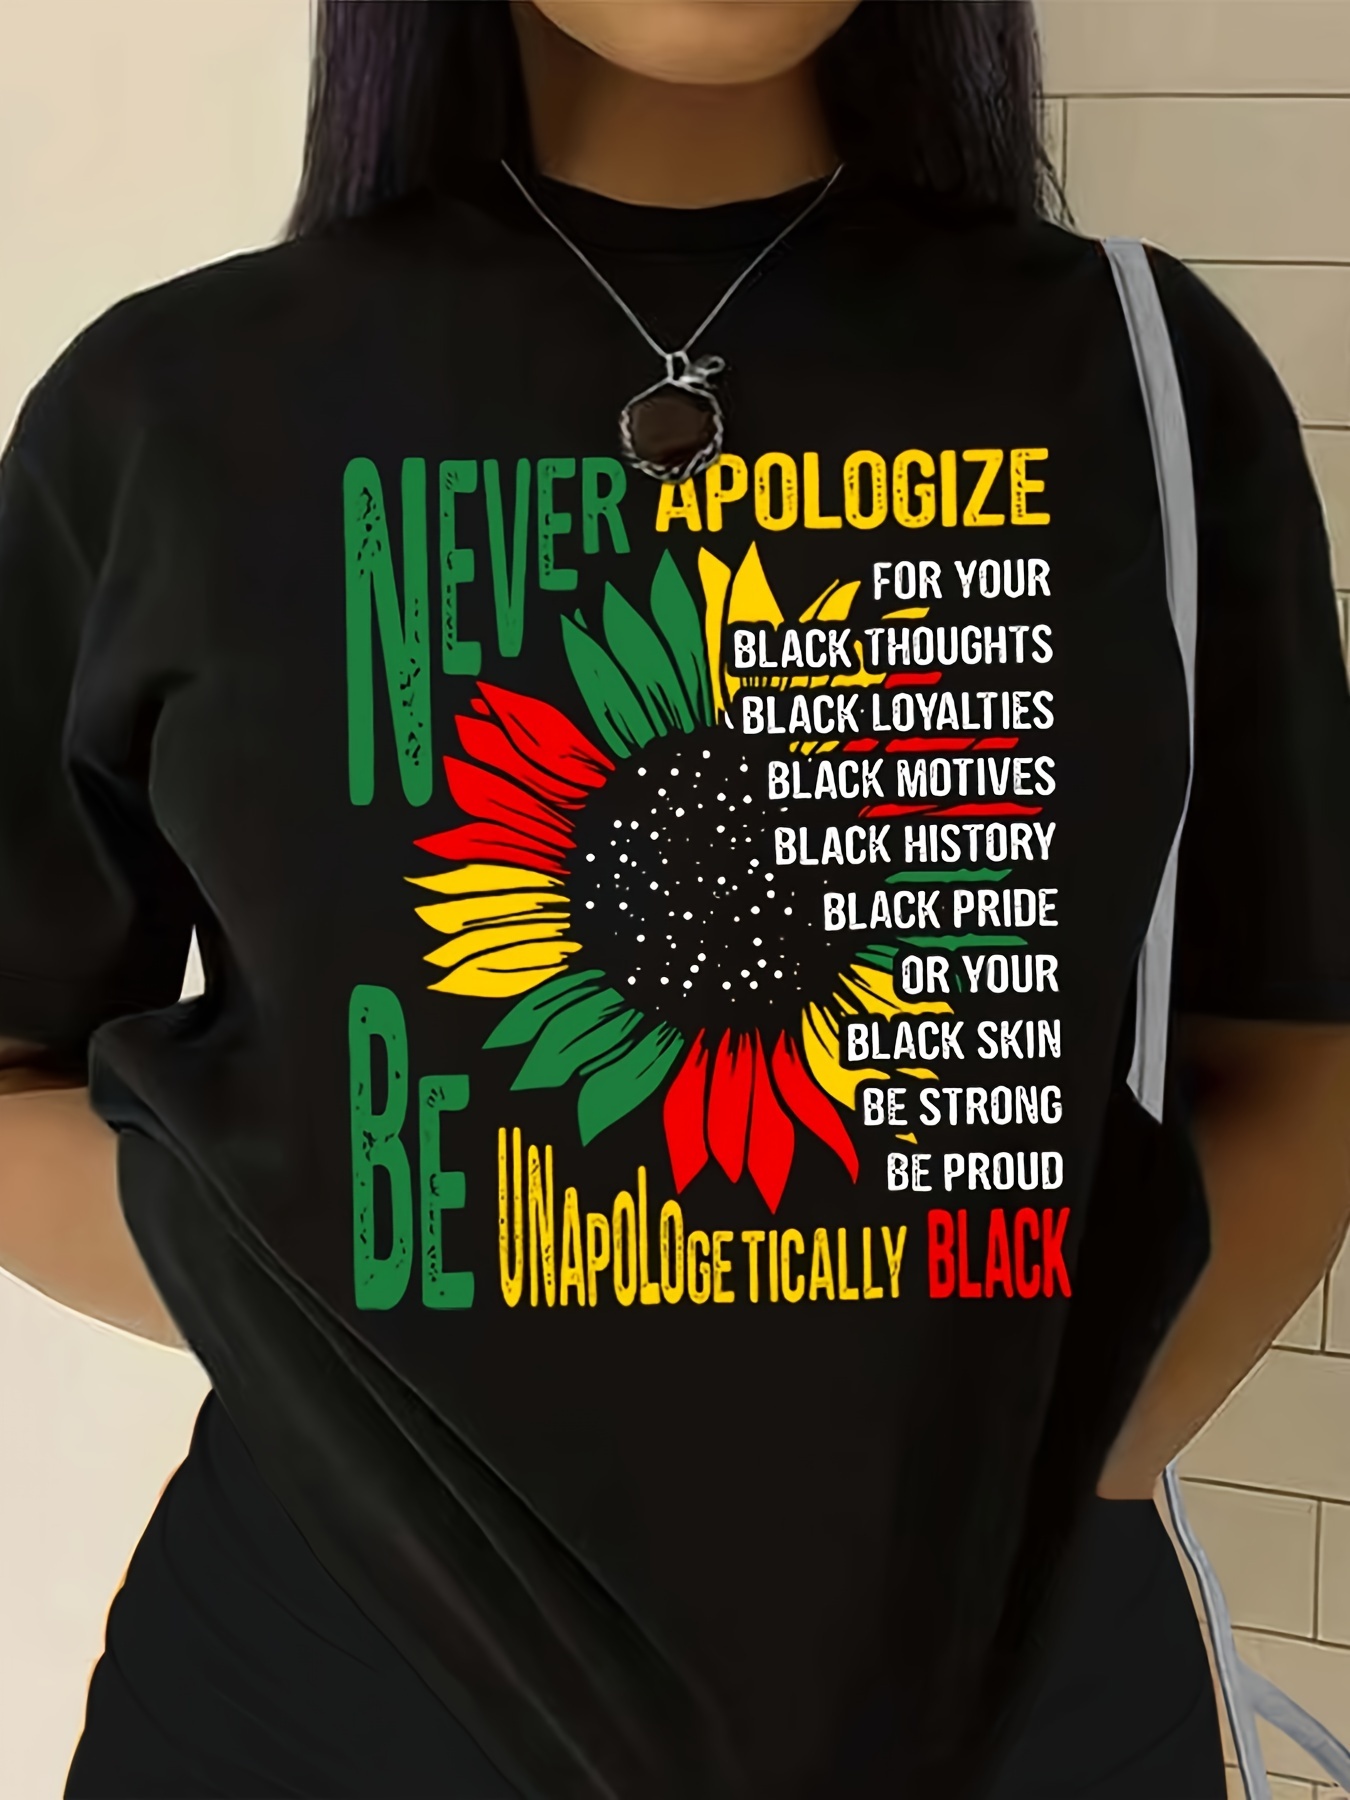 NEVER APOLOGIZE
FOR YOUR
BLACK THOUGHTS
BLACK LOYALTIES
BLACK MOTIVES
BLACK HISTORY
BLACK PRIDE
OR YOUR
BLACK SKIN
BE STRONG
BE PROUD
BE UNAPOLOGETICALLY BLACK